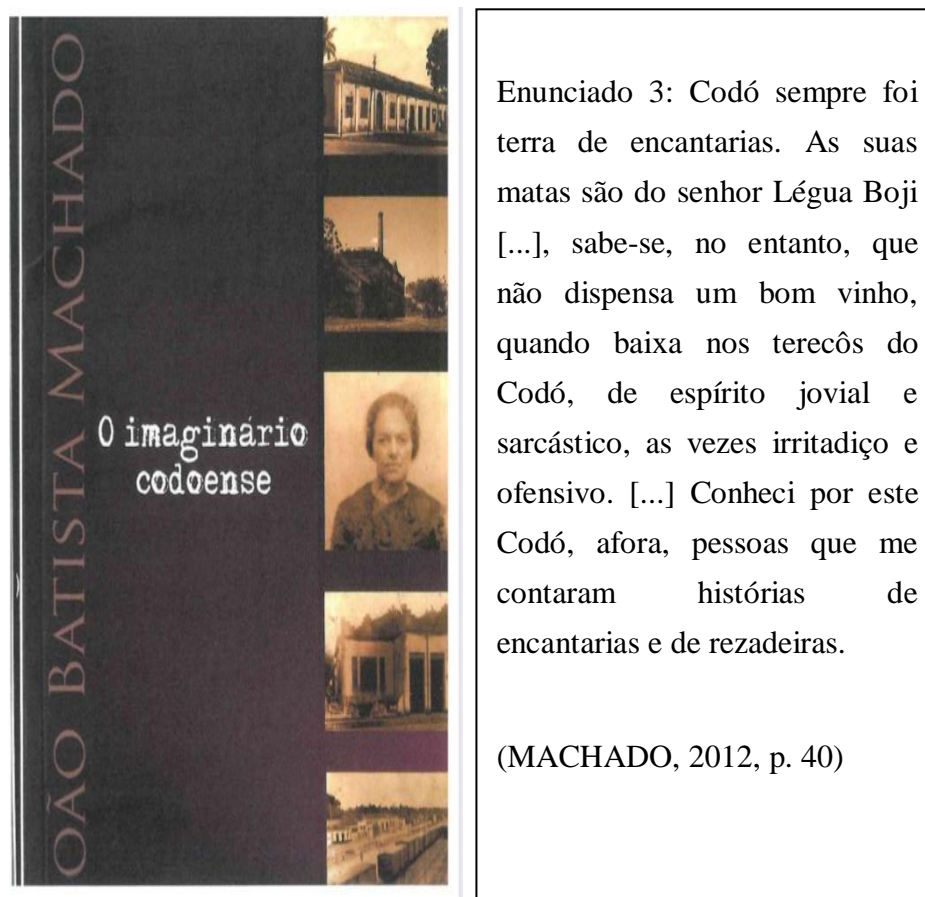 OÃO BATISTA MACHADO
O imaginário
codoense
Enunciado 3: Codó sempre foi
terra de encantarias. As suas
matas são do senhor Légua Boji
[...], sabe-se, no entanto, que
não dispensa um bom vinho,
quando baixa nos terecôs do
Codó, de espírito jovial e
sarcástico, as vezes irritadiço e
ofensivo. [...] Conheci por este
Codó, afora, pessoas que me
contaram histórias de
encantarias e de rezadeiras.
(MACHADO, 2012, p. 40)